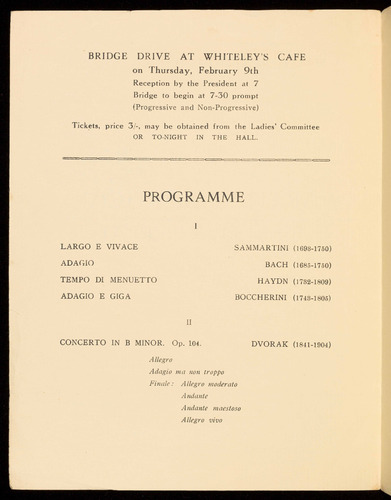 BRIDGE DRIVE AT WHITELEY'S CAFE
on Thursday, February 9th
Reception by the President at 7
Bridge to begin at 7-30 prompt
(Progressive and Non-Progressive)
Tickets, price 3/-, may be obtained from the Ladies' Committee
OR TO-NIGHT IN THE HALL.
PROGRAMME
I
LARGO E VIVACE SAMMARTINI (1693-1750)
ADAGIO BACH (1685-1750)
TEMPO DI MENUETTO HAYDN (1732-1809)
ADAGIO E GIGA BOCCHERINI (1743-1805)
II
CONCERTO IN B MINOR. Op. 104. DVORAK (1841-1904)
Allegro
Adagio ma non troppo
Finale: Allegro moderato
Andante
Andante maestoso
Allegro vivo